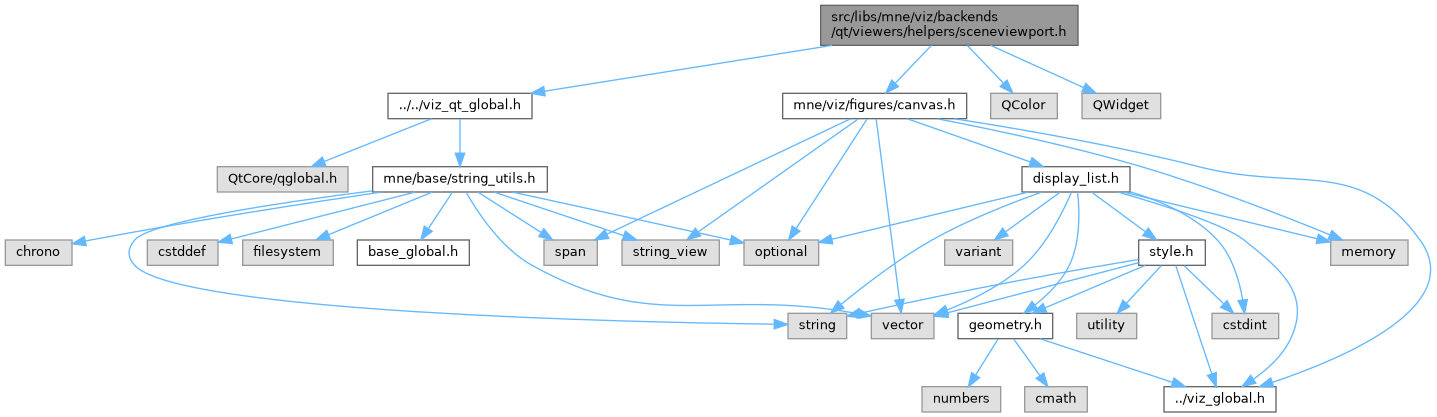 src/libs/mne/viz/backends
/qt/viewers/helpers/sceneviewport.h
../../viz_qt_global.h
mne/viz/figures/canvas.h
QColor
QWidget
QtCore/qglobal.h
mne/base/string_utils.h
display_list.h
chrono
cstddef
filesystem
base_global.h
span
string_view
optional
variant
style.h
memory
string
vector
geometry.h
utility
cstdint
numbers
cmath
../viz_global.h